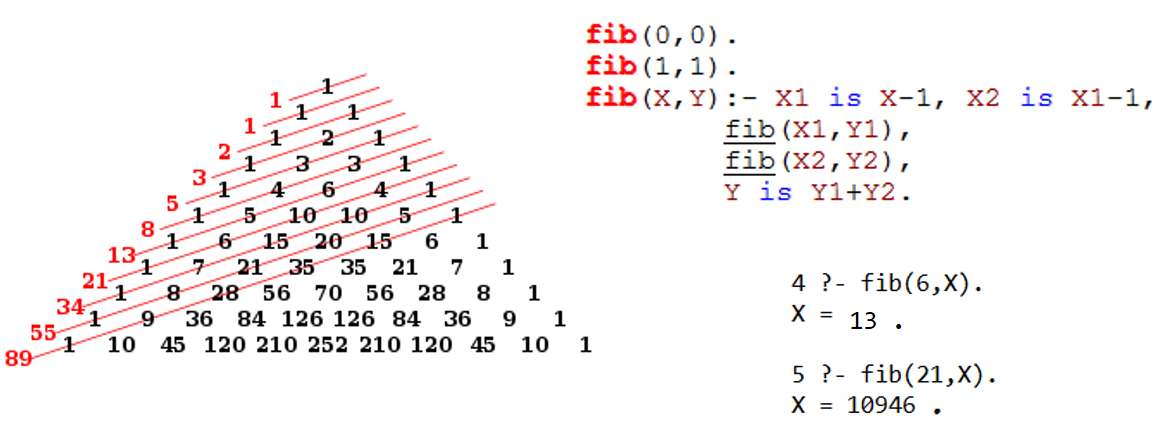 1 1
1 1 1
2 1 2 1
3 1 3 3 1
5 1 4 6 4 1
8 1 5 10 10 5 1
13 1 6 15 20 15 6 1
21 1 7 21 35 35 21 7 1
34 1 8 28 56 70 56 28 8 1
55 1 9 36 84 126 126 84 36 9 1
89 1 10 45 120 210 252 210 120 45 10 1
fib(0,0).
fib(1,1).
fib(X,Y):- X1 is X-1, X2 is X1-1,
fib(X1,Y1),
fib(X2,Y2),
Y is Y1+Y2.
4 ?- fib(6,X).
X = 13 .
5 ?- fib(21,X).
X = 10946 .